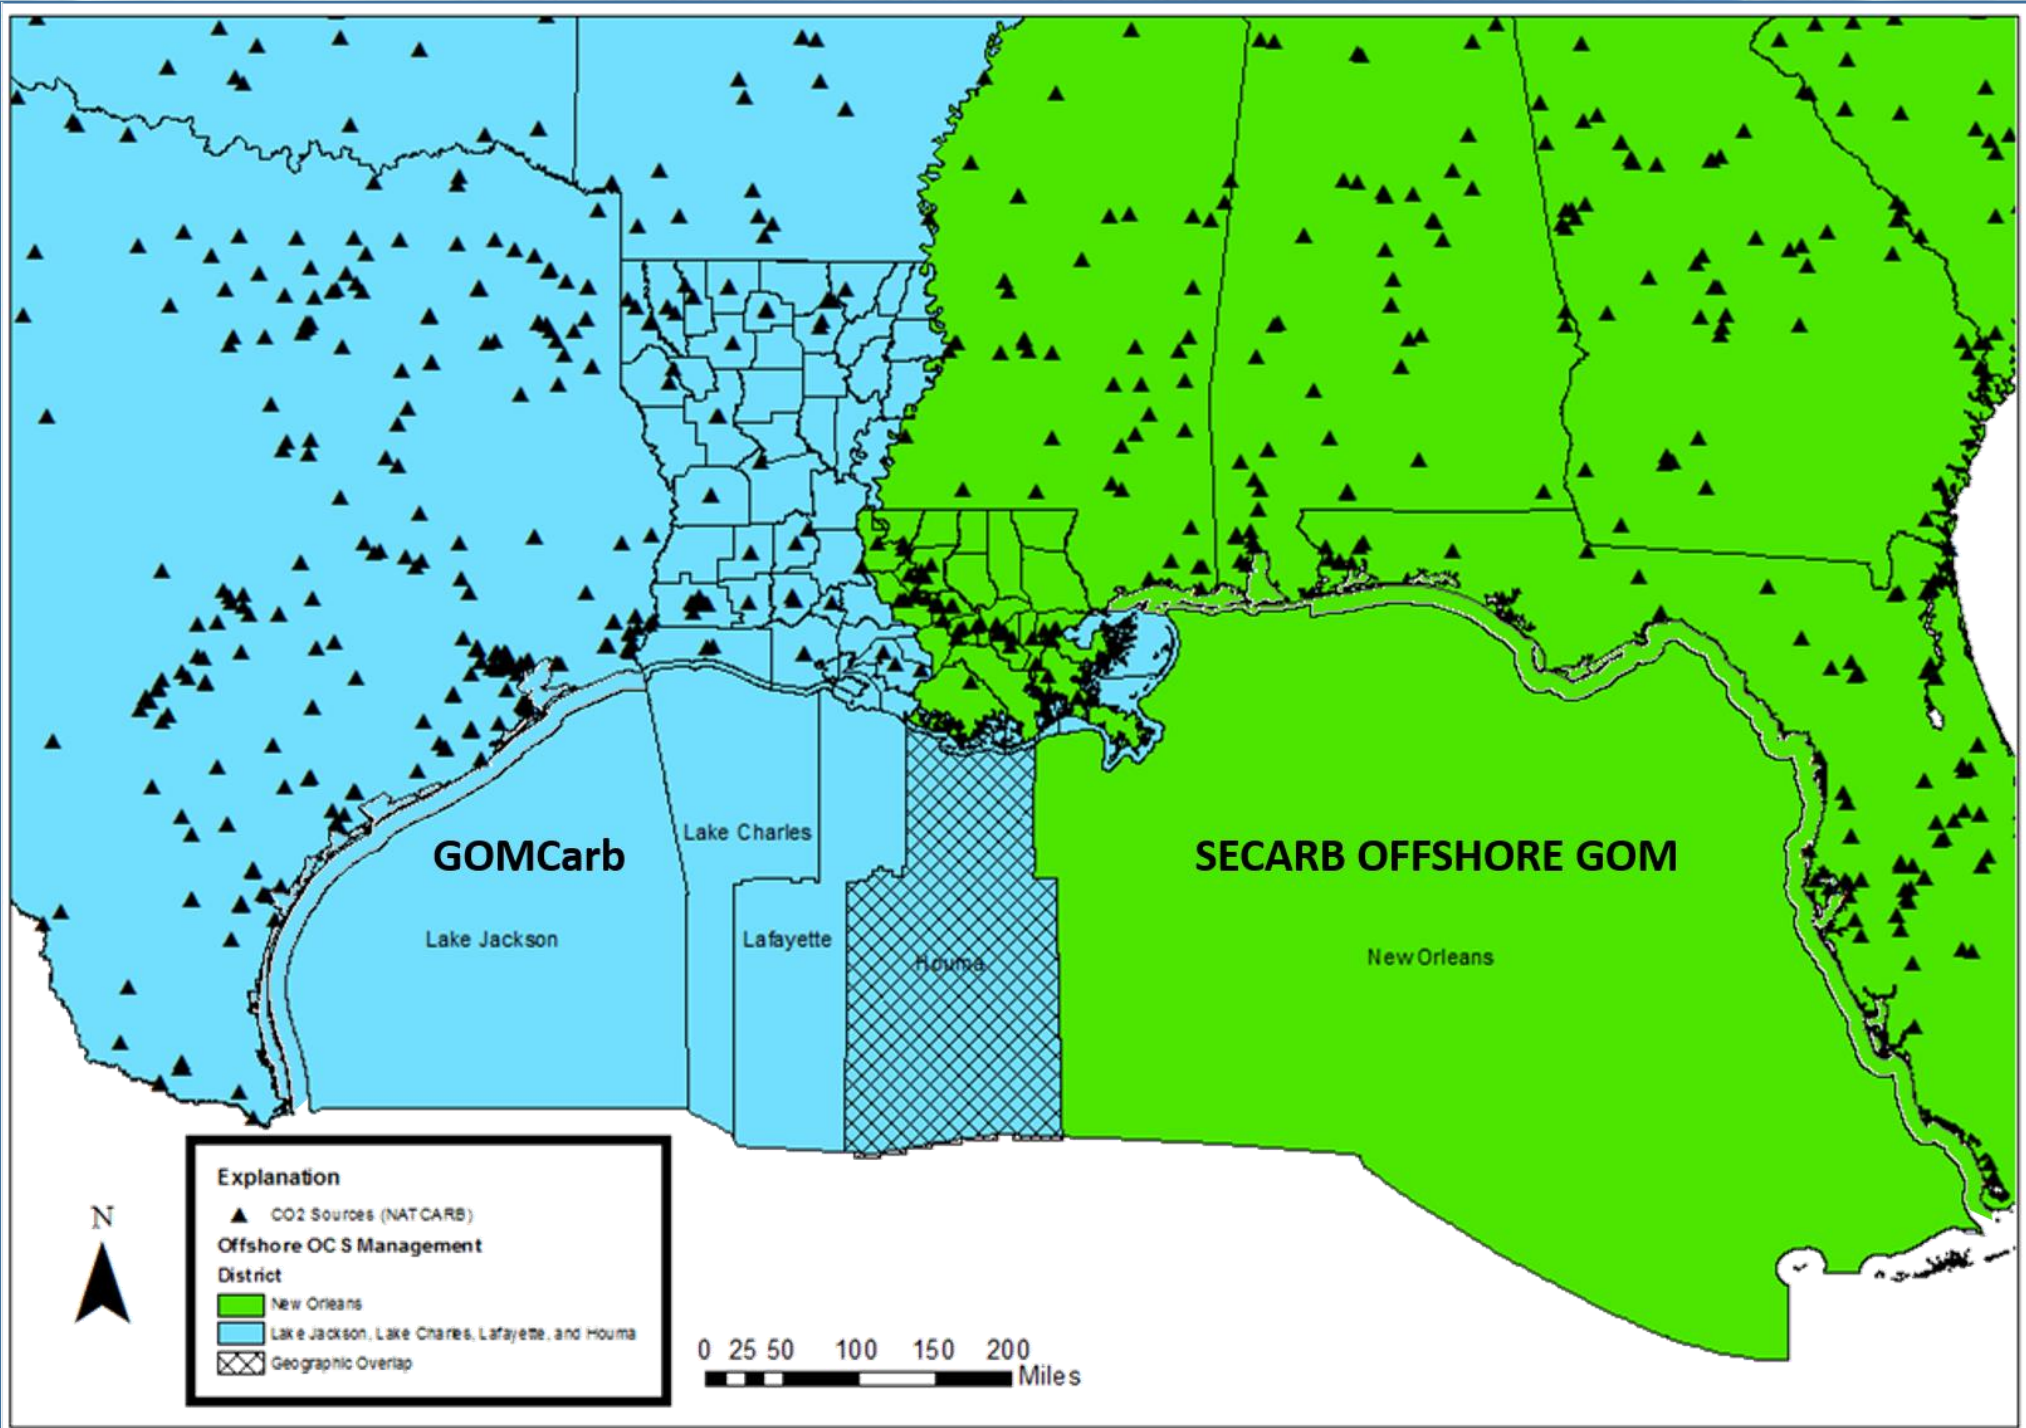 Lake Charles
GOMCarb
SECARB OFFSHORE GOM
Lake Jackson
Lafayette
Houma
New Orleans
Explanation
CO2 Sources (NATCARB)
Offshore OCS Management
District
New Orleans
Lake Jackson, Lake Charles, Lafayette, and Houma
Geographic Overlap
N
0 25 50 100 150 200
Miles